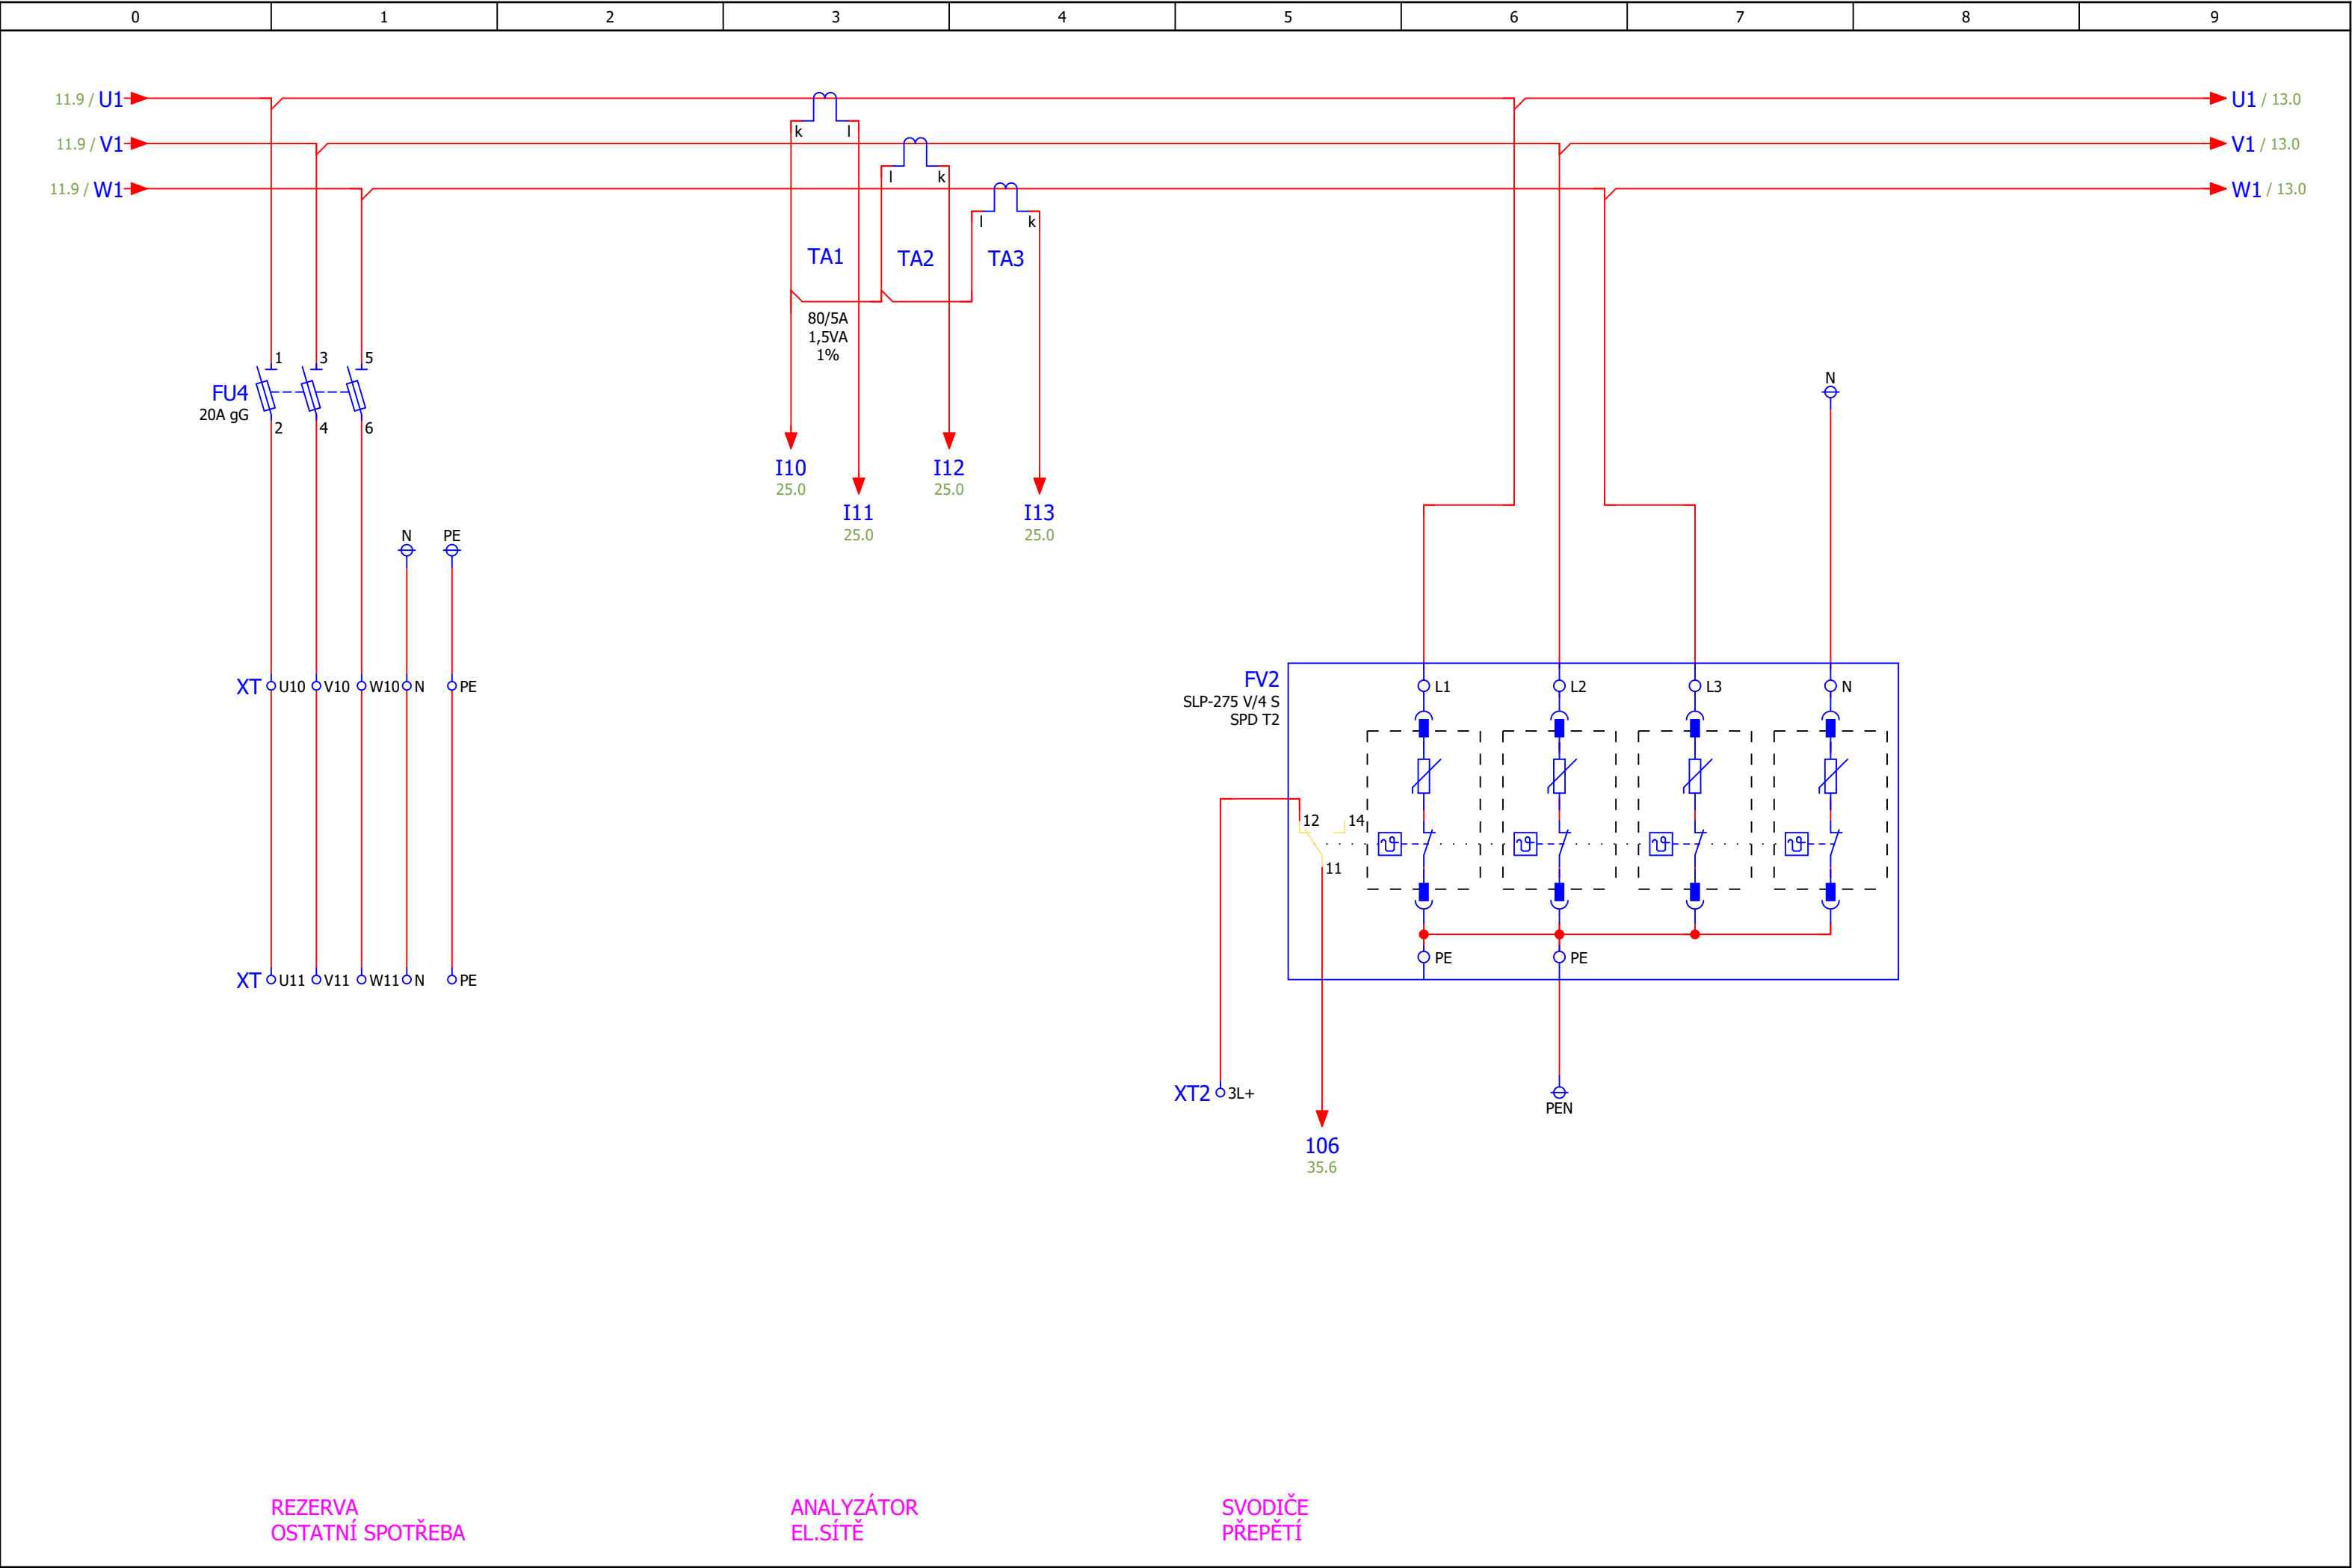 0 1 2 3 4 5 6 7 8 9
11.9 / U1
U1 / 13.0
11.9 / V1
V1 / 13.0
11.9 / W1
W1 / 13.0
k l
l k
l k
TA1 TA2 TA3
80/5A
1,5VA
1%
1 3 5
FU4
20A gG
2 4 6
N
I10
25.0
I12
25.0
I11
25.0
I13
25.0
N PE
XT U10 V10 W10 N PE
FV2
SLP-275 V/4 S
SPD T2
L1 L2 L3 N
12 14
11
PE PE
XT U11 V11 W11 N PE
XT2 3L+
PEN
106
35.6
REZERVA
OSTATNÍ SPOTŘEBA
ANALYZÁTOR
EL.SÍTĚ
SVODIČE
PŘEPĚTÍ